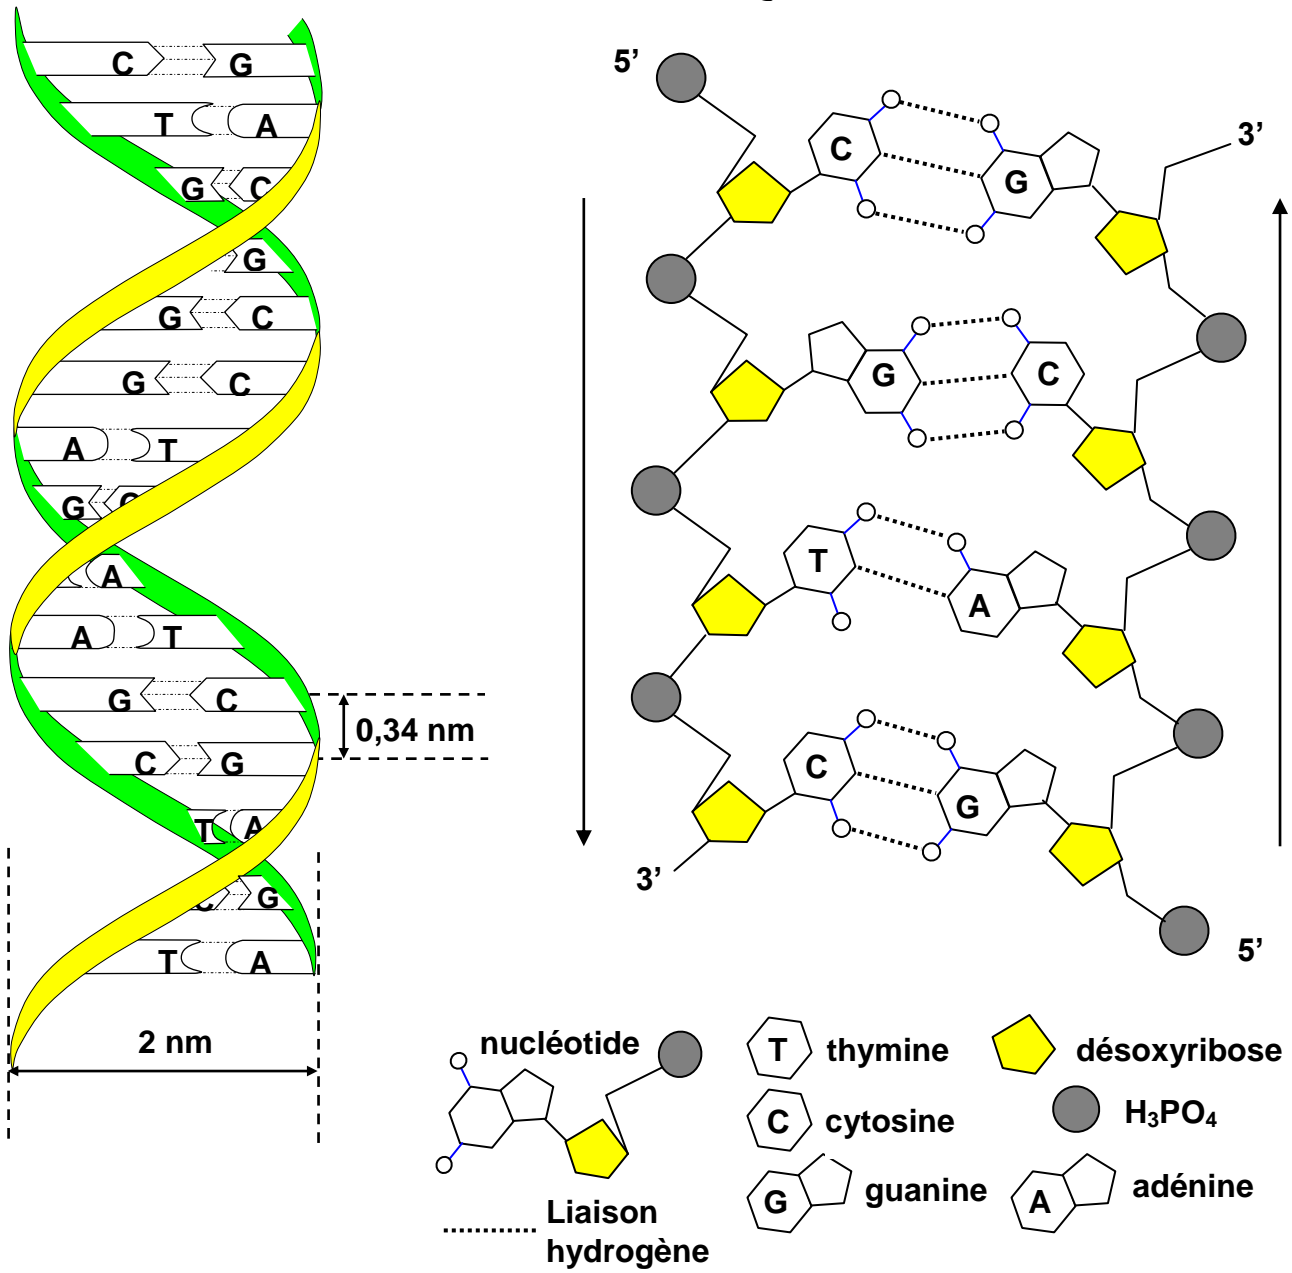 C G
T A
G C
G
G C
G C
A T
G
A
A T
G C
C G
T A
G
T A
0,34 nm
2 nm
5’
3’
C G
G C
T A
C G
3’
5’
nucléotide
Liaison
hydrogène
T thymine
C cytosine
G guanine
désoxyribose
H₃PO₄
A adénine